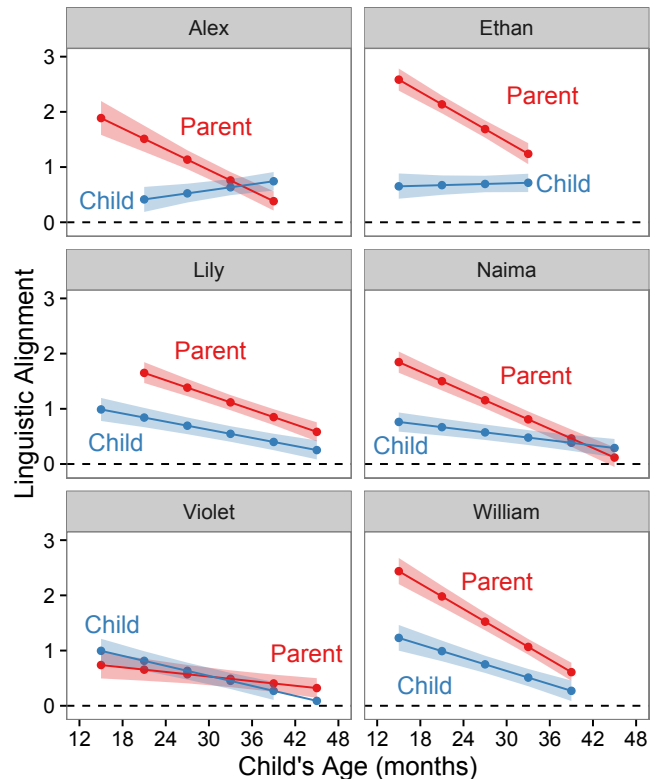 Alex Ethan
3
2
1
0
Parent
Child
Parent
Child
Lily Naima
3
2
1
0
Parent
Child
Parent
Child
Violet William
3
2
1
0
Child
Parent
Parent
Child
12 18 24 30 36 42 48 12 18 24 30 36 42 48
Child's Age (months)
Linguistic Alignment